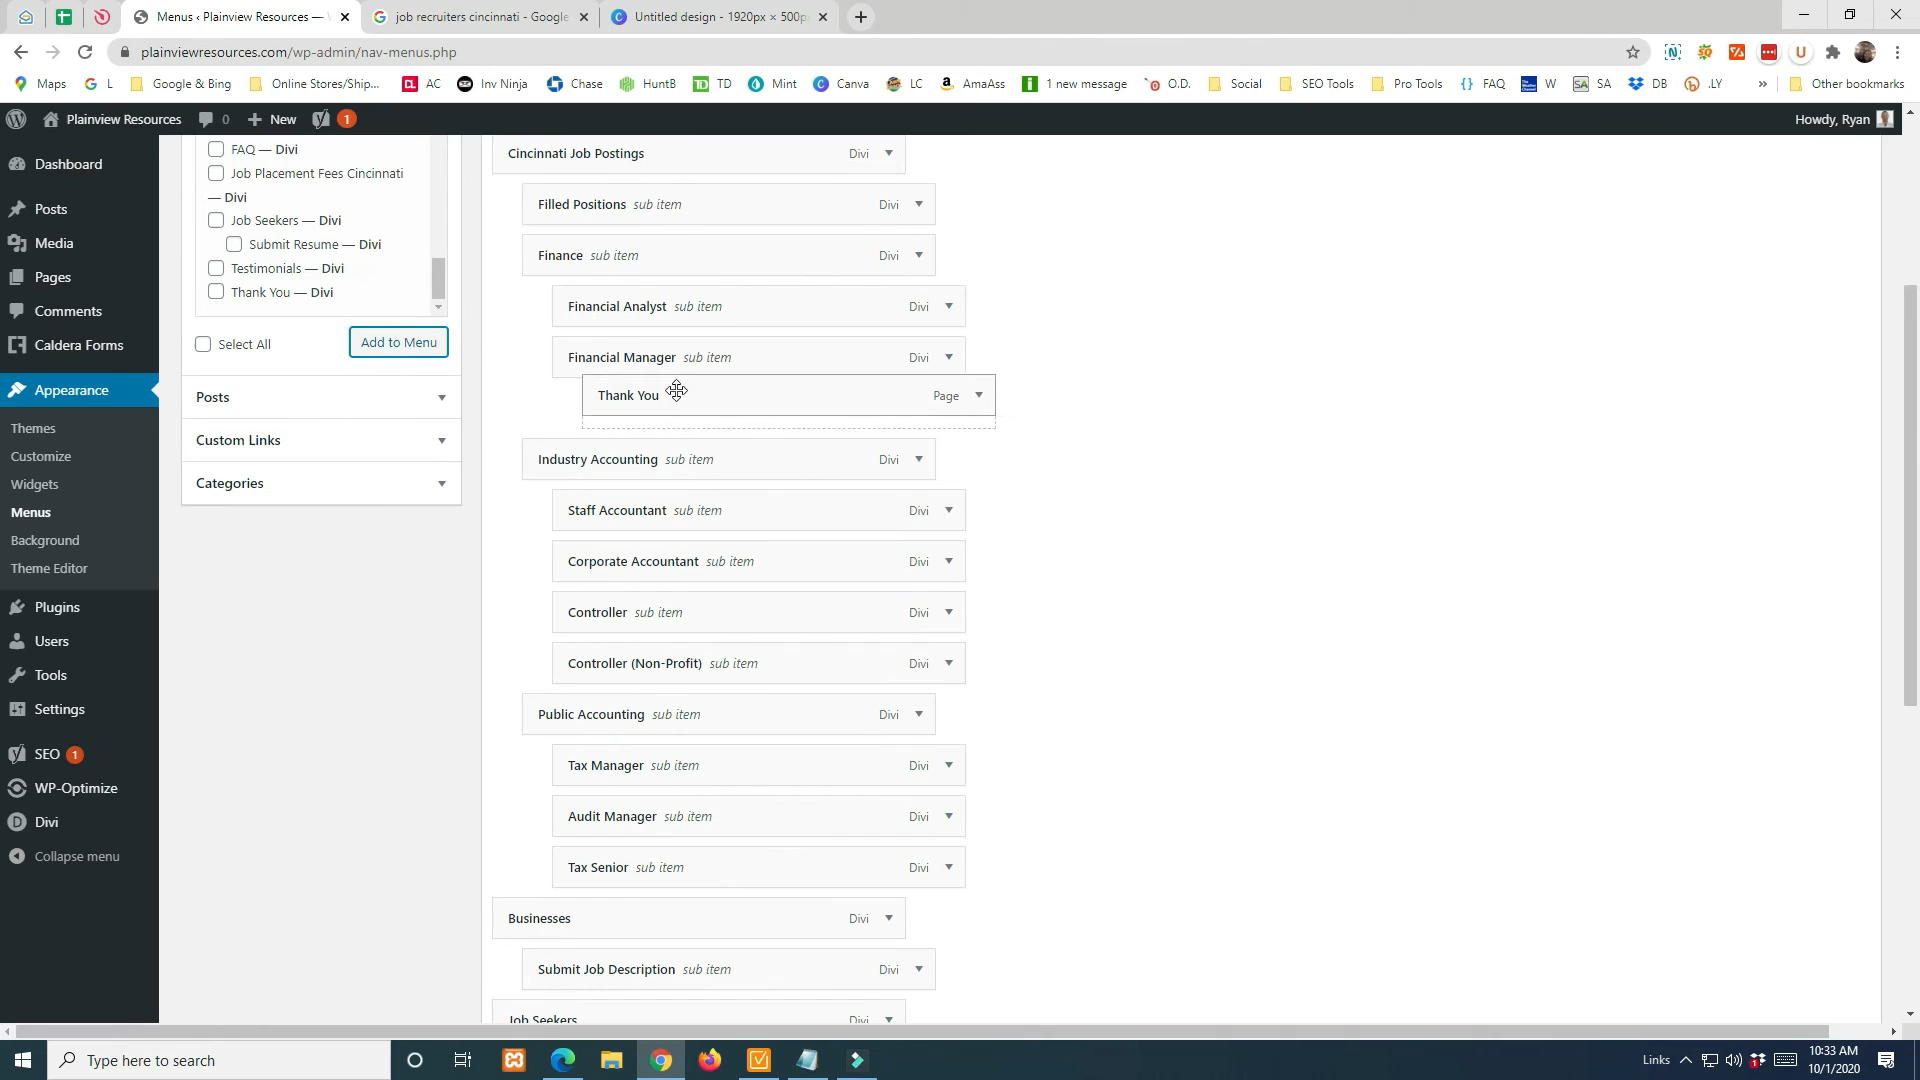 Menus ‹ Plainview Resources —
job recruiters cincinnati - Google
Untitled design - 1920px × 500p
plainviewresources.com/wp-admin/nav-menus.php
Maps
L
Google & Bing
Online Stores/Ship...
AC
Inv Ninja
Chase
HuntB
TD
Mint
Canva
LC
AmaAss
1 new message
O.D.
Social
SEO Tools
Pro Tools
FAQ
W
SA
DB
.LY
»
Other bookmarks
Plainview Resources
0
New
1
Howdy, Ryan
Dashboard
Posts
Media
Pages
Comments
Caldera Forms
Appearance
Themes
Customize
Widgets
Menus
Background
Theme Editor
Plugins
Users
Tools
Settings
SEO 1
WP-Optimize
Divi
Collapse menu
FAQ — Divi
Job Placement Fees Cincinnati
— Divi
Job Seekers — Divi
Submit Resume — Divi
Testimonials — Divi
Thank You — Divi
Select All
Add to Menu
Posts
Custom Links
Categories
Cincinnati Job Postings Divi
Filled Positions sub item Divi
Finance sub item Divi
Financial Analyst sub item Divi
Financial Manager sub item Divi
Thank You Page
Industry Accounting sub item Divi
Staff Accountant sub item Divi
Corporate Accountant sub item Divi
Controller sub item Divi
Controller (Non-Profit) sub item Divi
Public Accounting sub item Divi
Tax Manager sub item Divi
Audit Manager sub item Divi
Tax Senior sub item Divi
Businesses Divi
Submit Job Description sub item Divi
Job Seekers Divi
Type here to search
Links
10:33 AM
10/1/2020